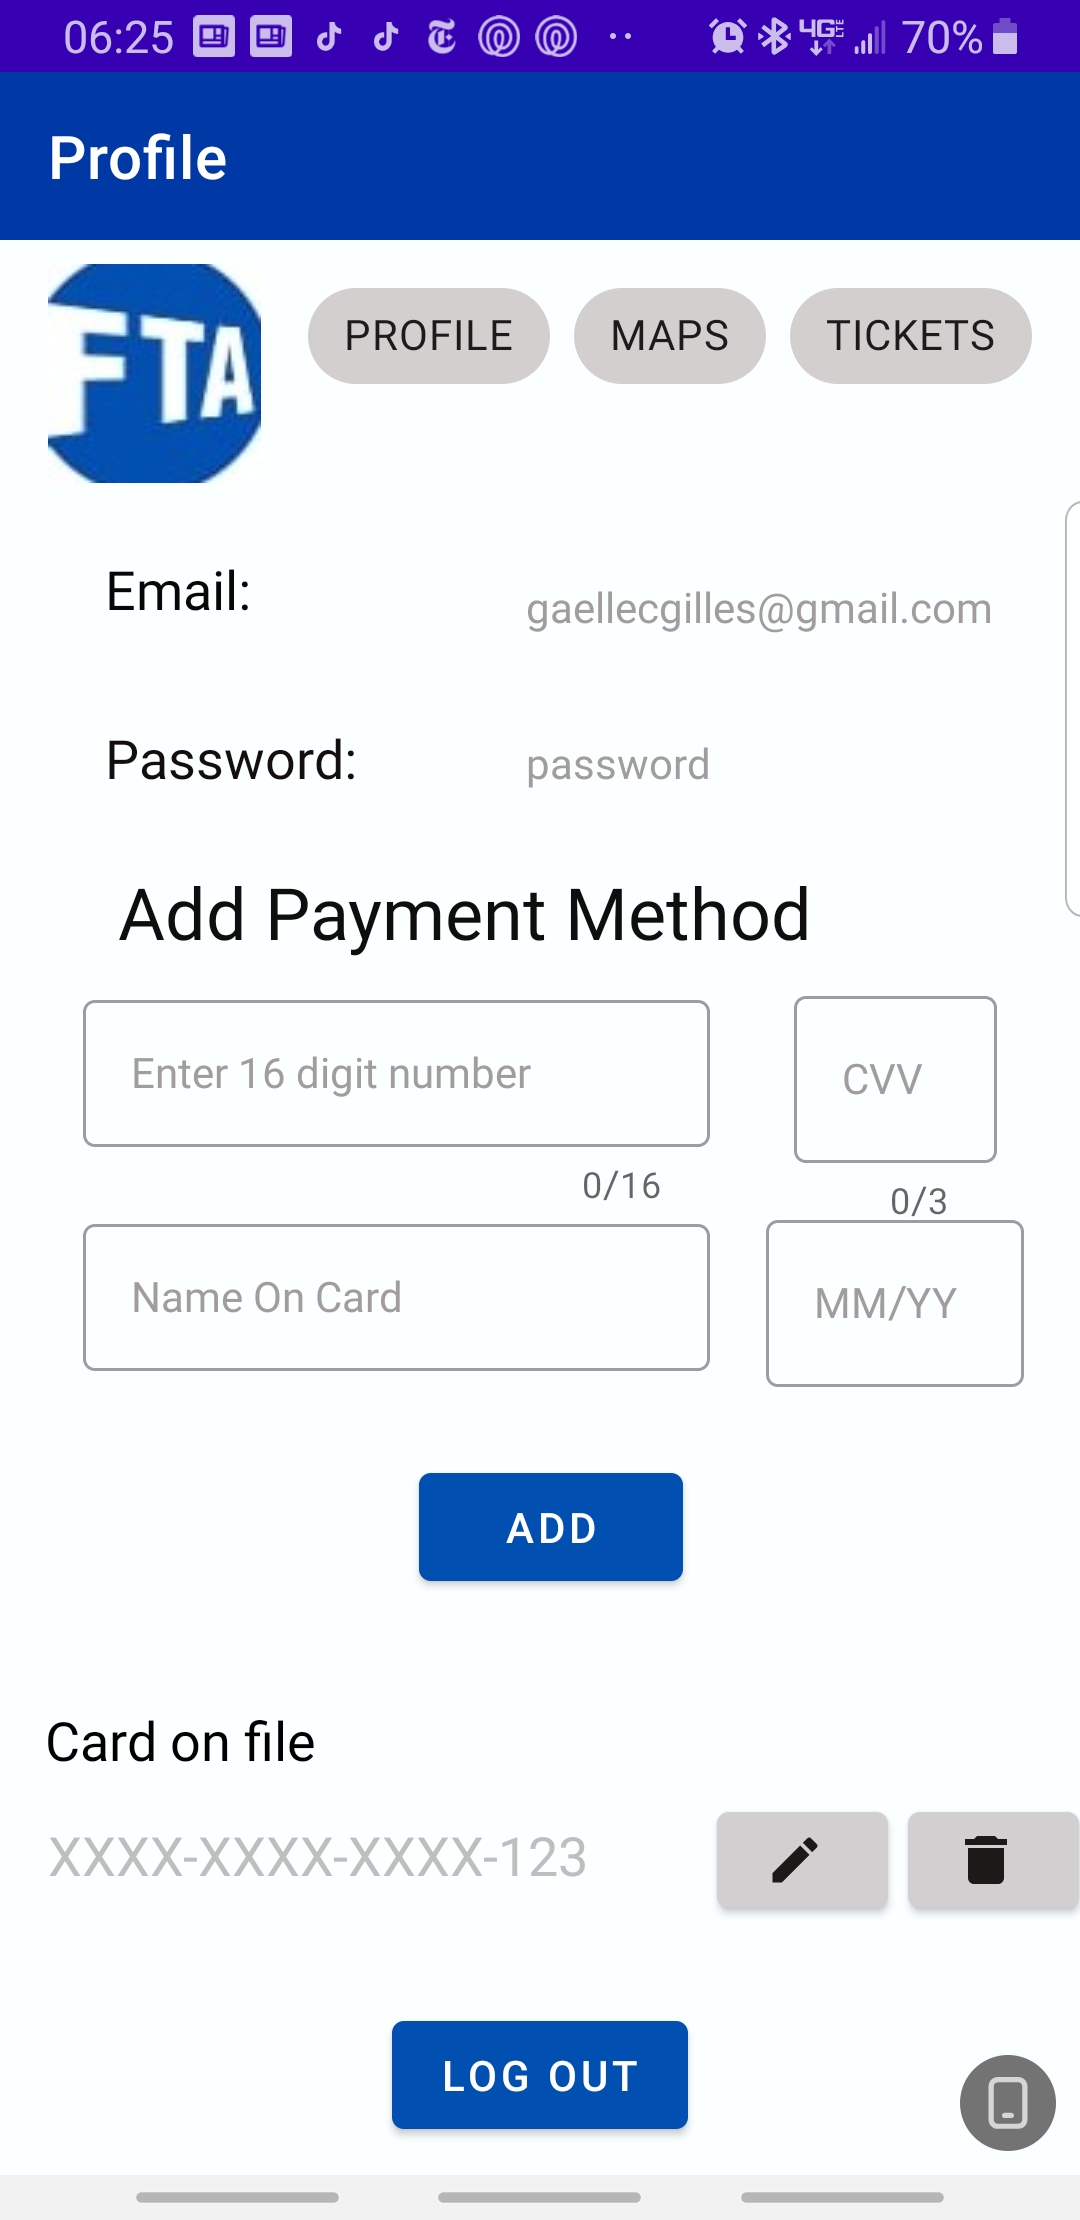 06:25 4G LTE 70%
Profile
FTA
PROFILE MAPS TICKETS
Email: gaellecgilles@gmail.com
Password: password
Add Payment Method
Enter 16 digit number CVV
0/16 0/3
Name On Card MM/YY
ADD
Card on file
XXXX-XXXX-XXXX-123
LOG OUT